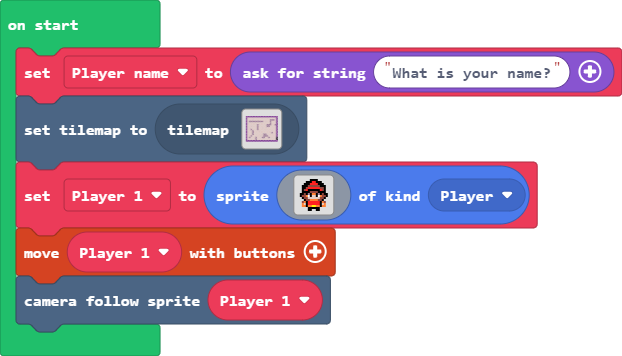 on start
set Player name to ask for string "What is your name?"
set tilemap to tilemap
set Player 1 to sprite of kind Player
move Player 1 with buttons
camera follow sprite Player 1